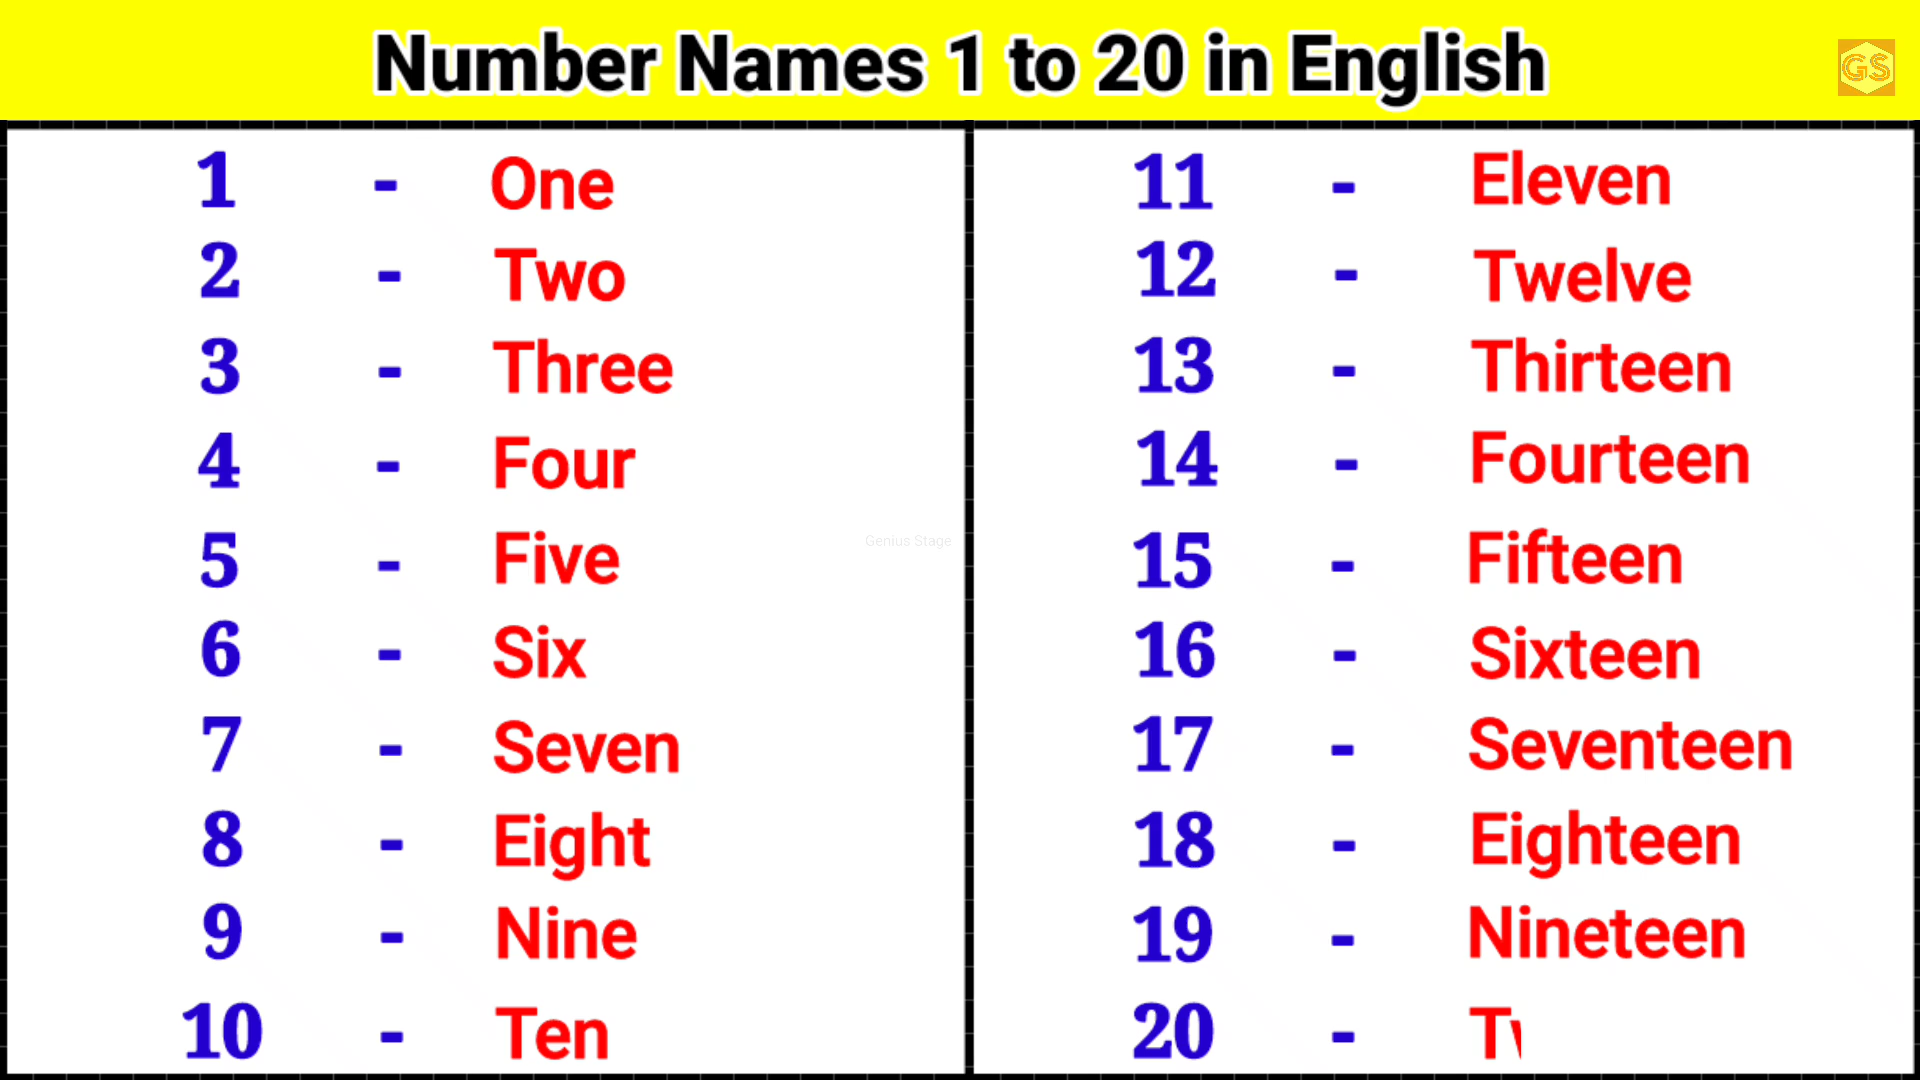 Number Names 1 to 20 in English
GS
1 - One
2 - Two
3 - Three
4 - Four
5 - Five
6 - Six
7 - Seven
8 - Eight
9 - Nine
10 - Ten
Genius Stage
11 - Eleven
12 - Twelve
13 - Thirteen
14 - Fourteen
15 - Fifteen
16 - Sixteen
17 - Seventeen
18 - Eighteen
19 - Nineteen
20 - T